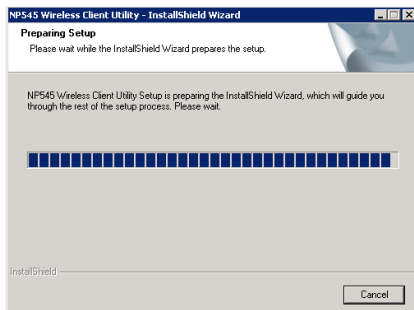 NP545 Wireless Client Utility - InstallShield Wizard
Preparing Setup
Please wait while the InstallShield Wizard prepares the setup.
NP545 Wireless Client Utility Setup is preparing the InstallShield Wizard, which will guide you
through the rest of the setup process. Please wait.
InstallShield
Cancel